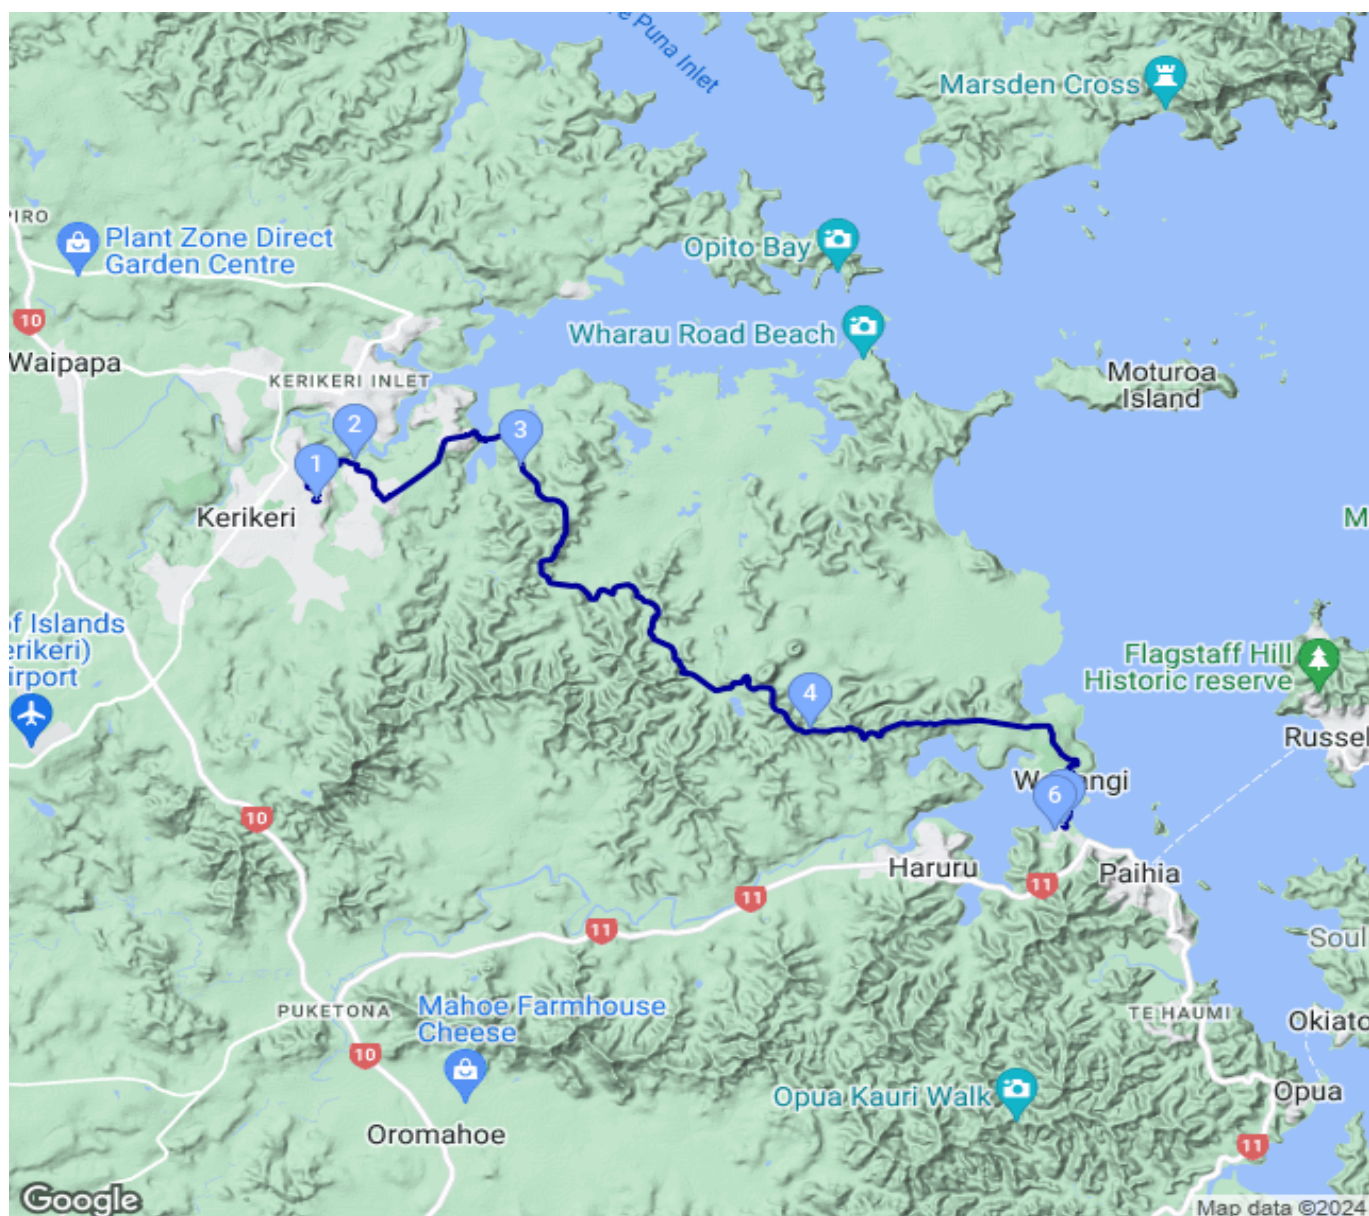 e Puna Inlet
Marsden Cross
PIRO
Plant Zone Direct
Garden Centre
Opito Bay
10
Wharau Road Beach
Waipapa
KERIKERI INLET
Moturoa
Island
2
3
1
Kerikeri
M
of Islands
erikeri)
irport
Flagstaff Hill
Historic reserve
4
Russel
W
angi
6
10
Haruru
11
Paihia
11
11
Soul
Mahoe Farmhouse
Cheese
PUKETONA
TE HAUMI
Okiato
10
Opua Kauri Walk
Opua
Oromahoe
11
Google
Map data ©2024